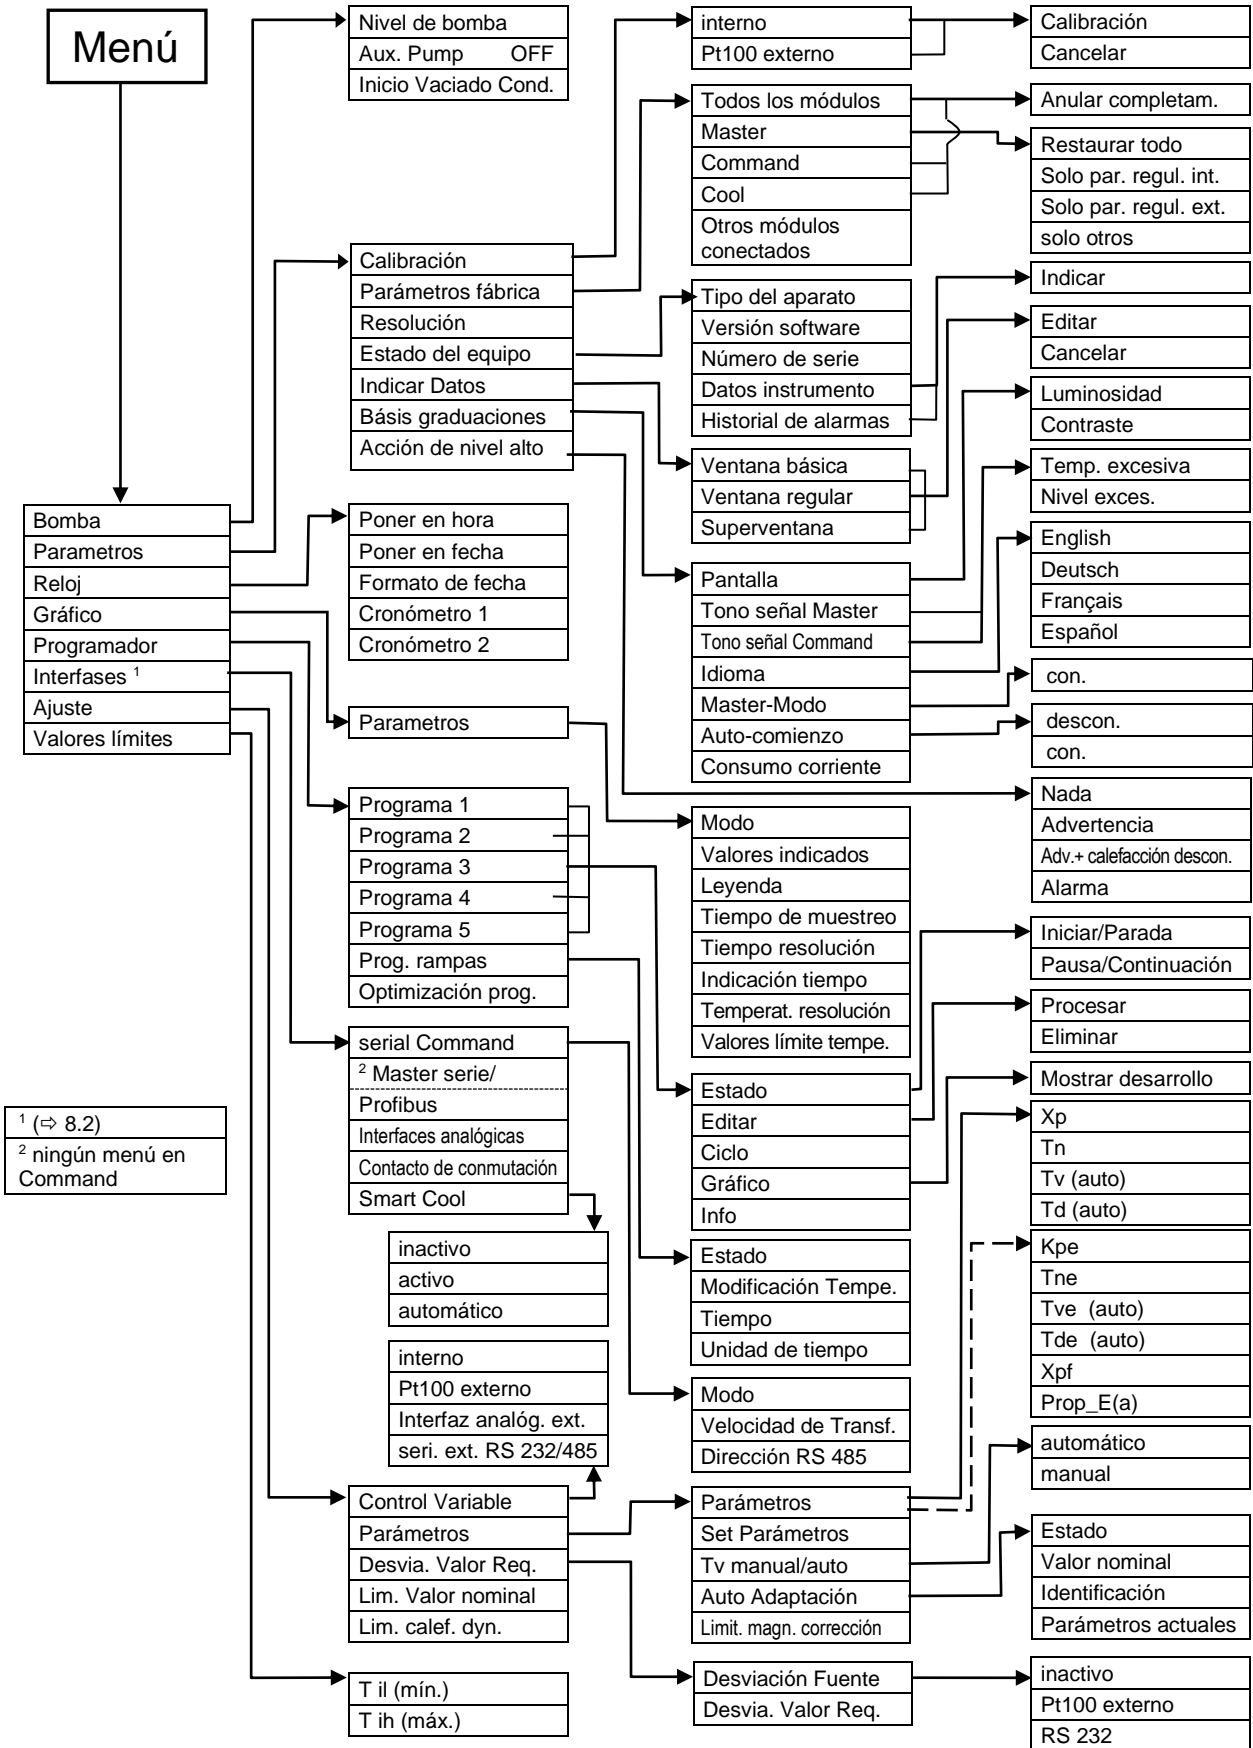 Menú
Nivel de bomba
Aux. Pump OFF
Inicio Vaciado Cond.
interno
Pt100 externo
Calibración
Cancelar
Todos los módulos
Master
Command
Cool
Otros módulos
conectados
Anular completam.
Restaurar todo
Solo par. regul. int.
Solo par. regul. ext.
solo otros
Calibración
Parámetros fábrica
Resolución
Estado del equipo
Indicar Datos
Básis graduaciones
Acción de nivel alto
Tipo del aparato
Versión software
Número de serie
Datos instrumento
Historial de alarmas
Indicar
Editar
Cancelar
Luminosidad
Contraste
Ventana básica
Ventana regular
Superventana
Temp. excesiva
Nivel exces.
Bomba
Parametros
Reloj
Gráfico
Programador
Interfases 1
Ajuste
Valores límites
Poner en hora
Poner en fecha
Formato de fecha
Cronómetro 1
Cronómetro 2
Pantalla
Tono señal Master
Tono señal Command
Idioma
Master-Modo
Auto-comienzo
Consumo corriente
English
Deutsch
Français
Español
con.
descon.
con.
Parametros
Nada
Advertencia
Adv.+ calefacción descon.
Alarma
Programa 1
Programa 2
Programa 3
Programa 4
Programa 5
Prog. rampas
Optimización prog.
Modo
Valores indicados
Leyenda
Tiempo de muestreo
Tiempo resolución
Indicación tiempo
Temperat. resolución
Valores límite tempe.
Iniciar/Parada
Pausa/Continuación
Procesar
Eliminar
serial Command
2 Master serie/
Profibus
Interfaces analógicas
Contacto de conmutación
Smart Cool
Estado
Editar
Ciclo
Gráfico
Info
Mostrar desarrollo
Xp
Tn
Tv (auto)
Td (auto)
1 (⇨ 8.2)
2 ningún menú en
Command
inactivo
activo
automático
Estado
Modificación Tempe.
Tiempo
Unidad de tiempo
Kpe
Tne
Tve (auto)
Tde (auto)
Xpf
Prop_E(a)
interno
Pt100 externo
Interfaz analóg. ext.
seri. ext. RS 232/485
Modo
Velocidad de Transf.
Dirección RS 485
automático
manual
Control Variable
Parámetros
Desvia. Valor Req.
Lim. Valor nominal
Lim. calef. dyn.
Parámetros
Set Parámetros
Tv manual/auto
Auto Adaptación
Limit. magn. corrección
Estado
Valor nominal
Identificación
Parámetros actuales
T il (mín.)
T ih (máx.)
Desviación Fuente
Desvia. Valor Req.
inactivo
Pt100 externo
RS 232